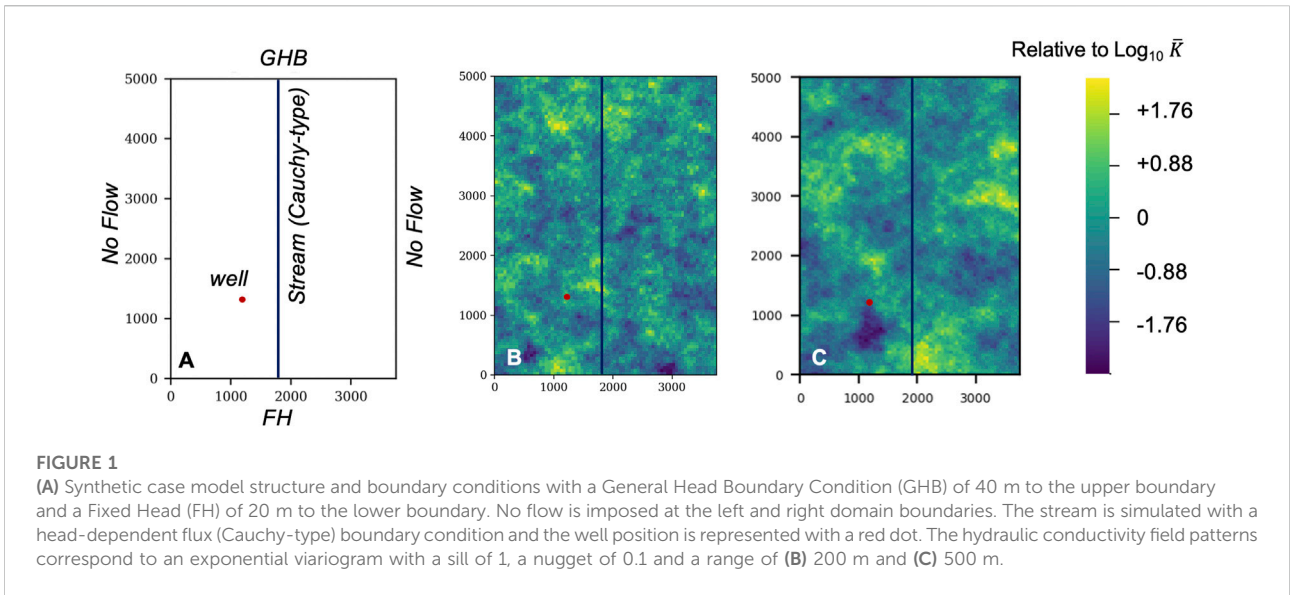 GHB
Relative to Log₁₀ K̄
5000
4000
3000
2000
1000
0
No Flow
well
Stream (Cauchy-type)
A
0 1000 2000 3000
FH
No Flow
5000
4000
3000
2000
1000
0
B
0 1000 2000 3000
5000
4000
3000
2000
1000
0
C
0 1000 2000 3000
+1.76
+0.88
0
-0.88
-1.76
FIGURE 1
(A) Synthetic case model structure and boundary conditions with a General Head Boundary Condition (GHB) of 40 m to the upper boundary
and a Fixed Head (FH) of 20 m to the lower boundary. No flow is imposed at the left and right domain boundaries. The stream is simulated with a
head-dependent flux (Cauchy-type) boundary condition and the well position is represented with a red dot. The hydraulic conductivity field patterns
correspond to an exponential viariogram with a sill of 1, a nugget of 0.1 and a range of (B) 200 m and (C) 500 m.